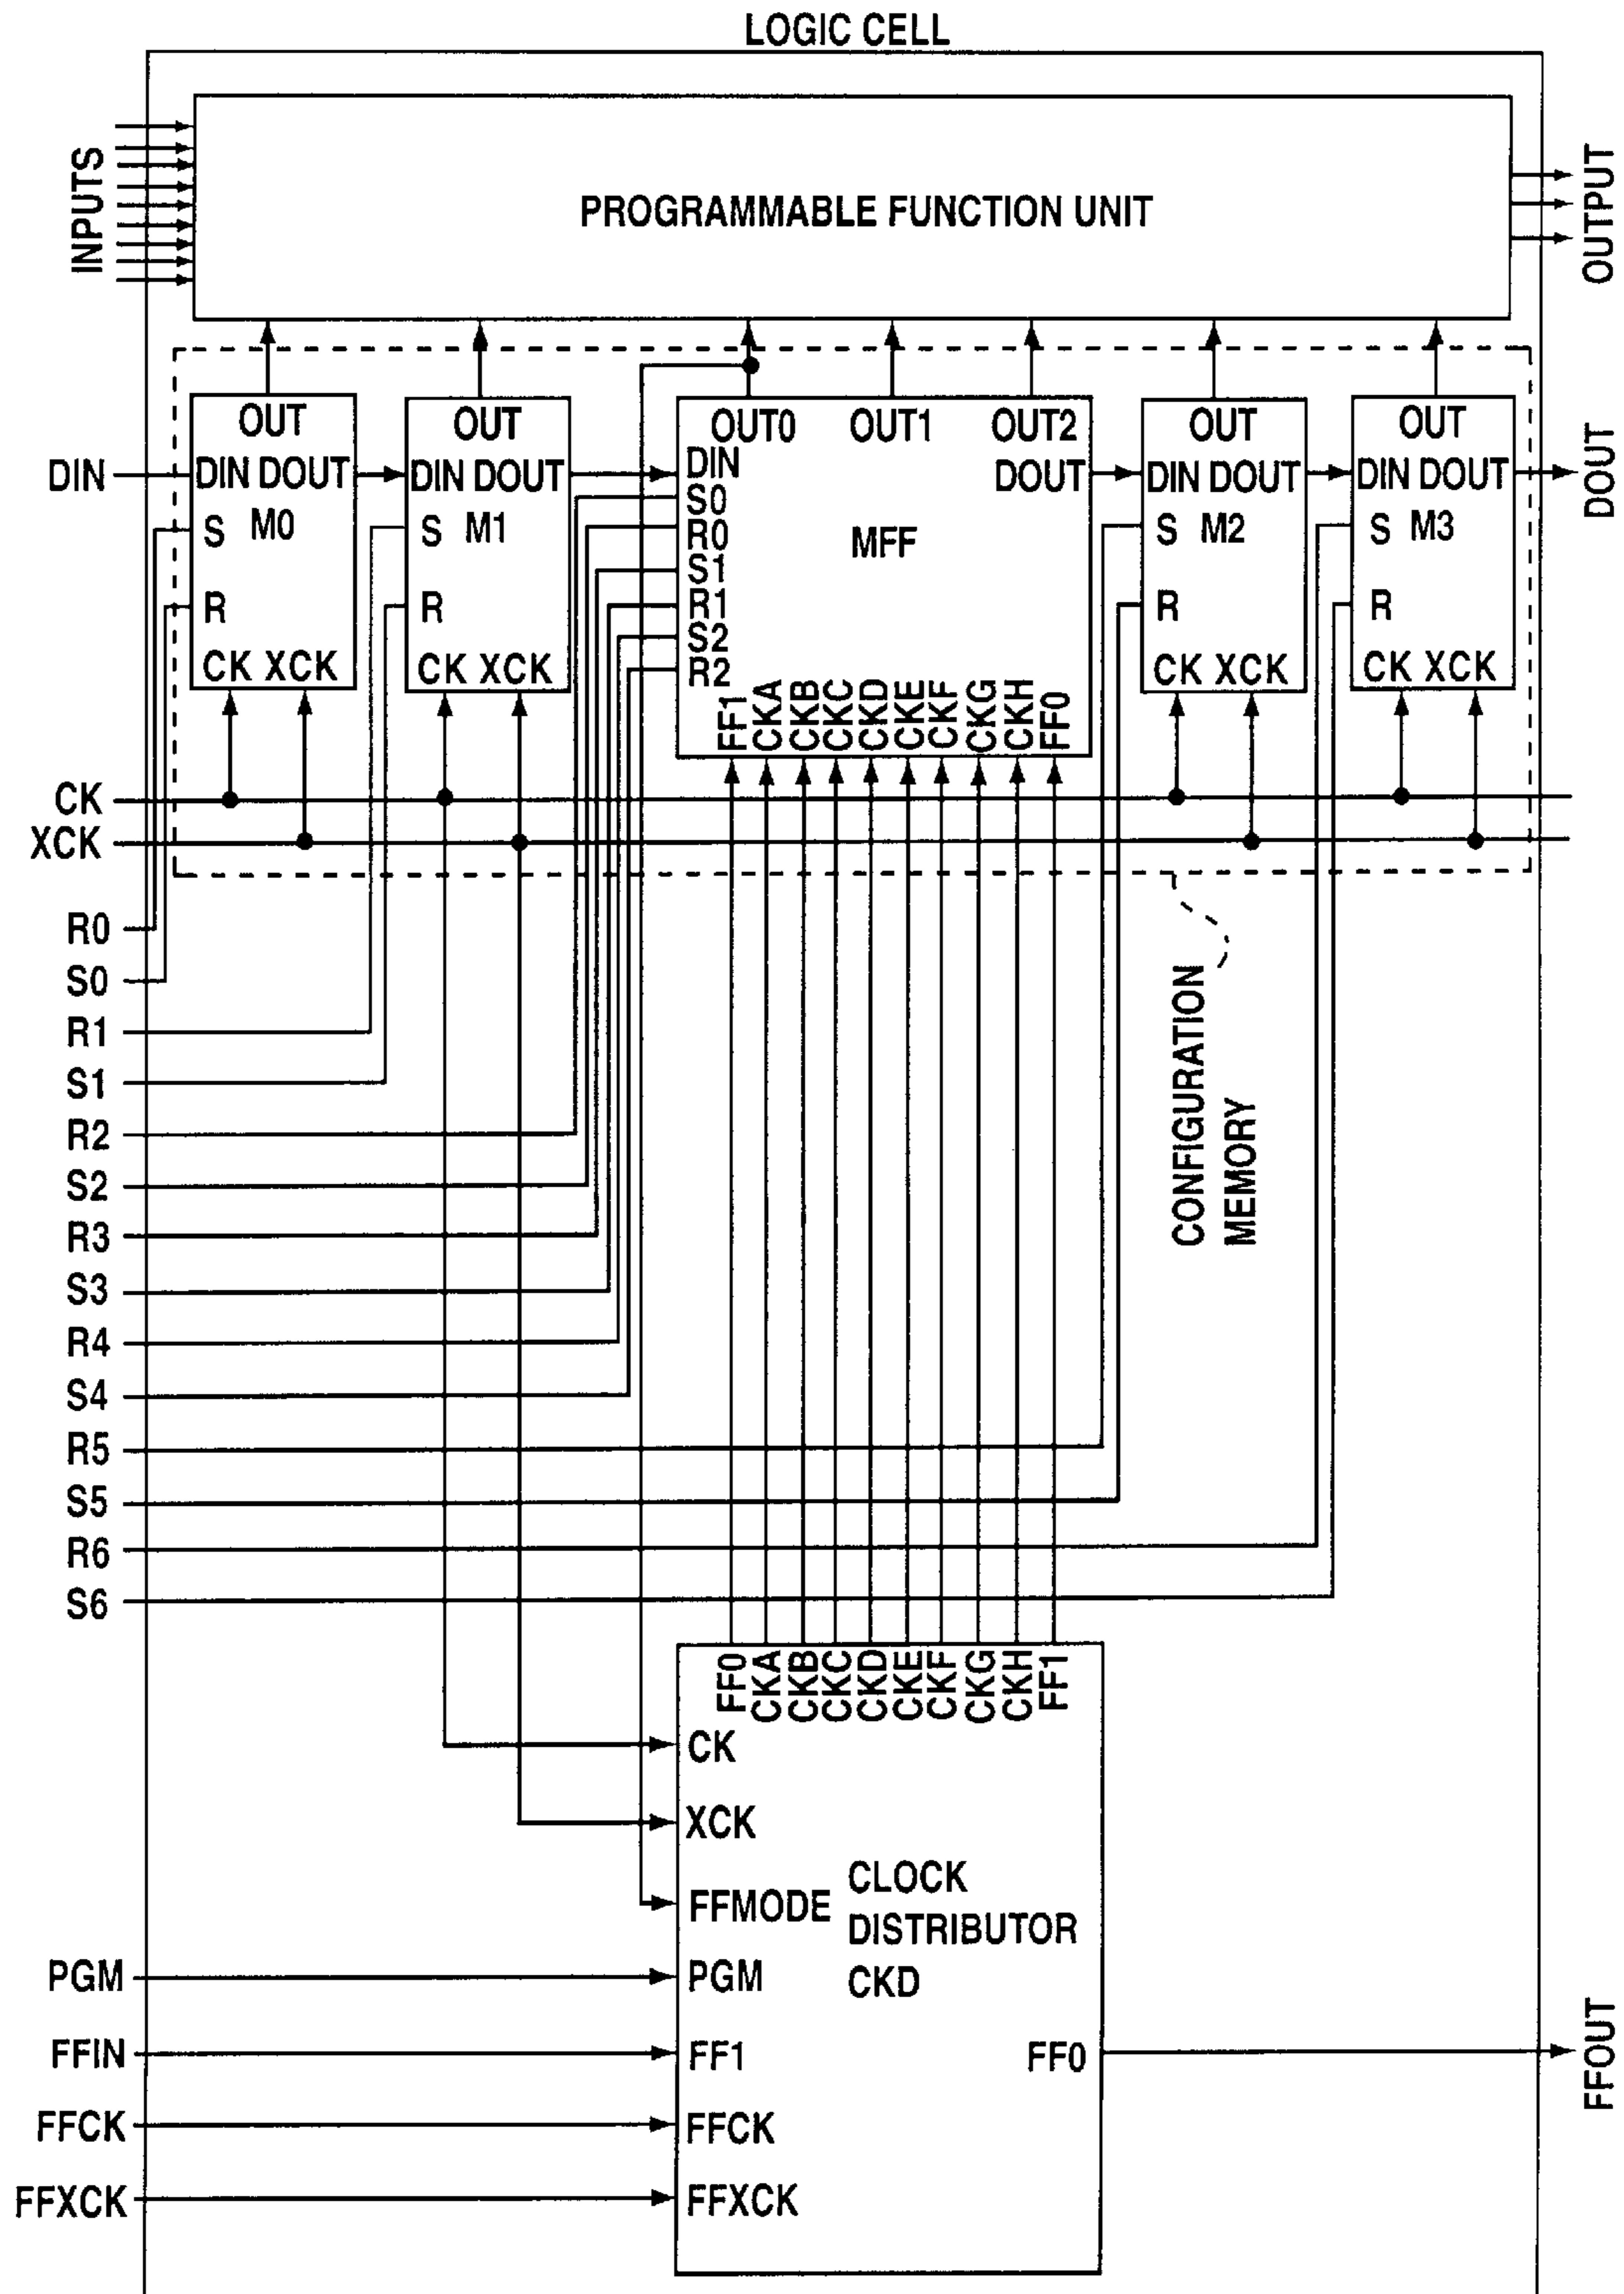 LOGIC CELL
INPUTS
PROGRAMMABLE FUNCTION UNIT
OUTPUT
OUT
OUT
OUT0 OUT1 OUT2
OUT
OUT
DIN
DIN DOUT
DIN DOUT
DIN
DOUT
DIN DOUT
DIN DOUT
DOUT
S M0
S M1
S0
R0
S1
R1
S2
R2
MFF
S M2
S M3
R
R
R
R
CK XCK
CK XCK
FF1
CKA
CKB
CKC
CKD
CKE
CKF
CKG
CKH
FF0
CK XCK
CK XCK
CK
XCK
R0
S0
R1
S1
R2
S2
R3
S3
R4
S4
R5
S5
R6
S6
CONFIGURATION
MEMORY
FF0
CKA
CKB
CKC
CKD
CKE
CKF
CKG
CKH
FF1
CK
XCK
FFMODE
CLOCK
DISTRIBUTOR
CKD
PGM
PGM
FFIN
FF1
FF0
FFOUT
FFCK
FFCK
FFXCK
FFXCK